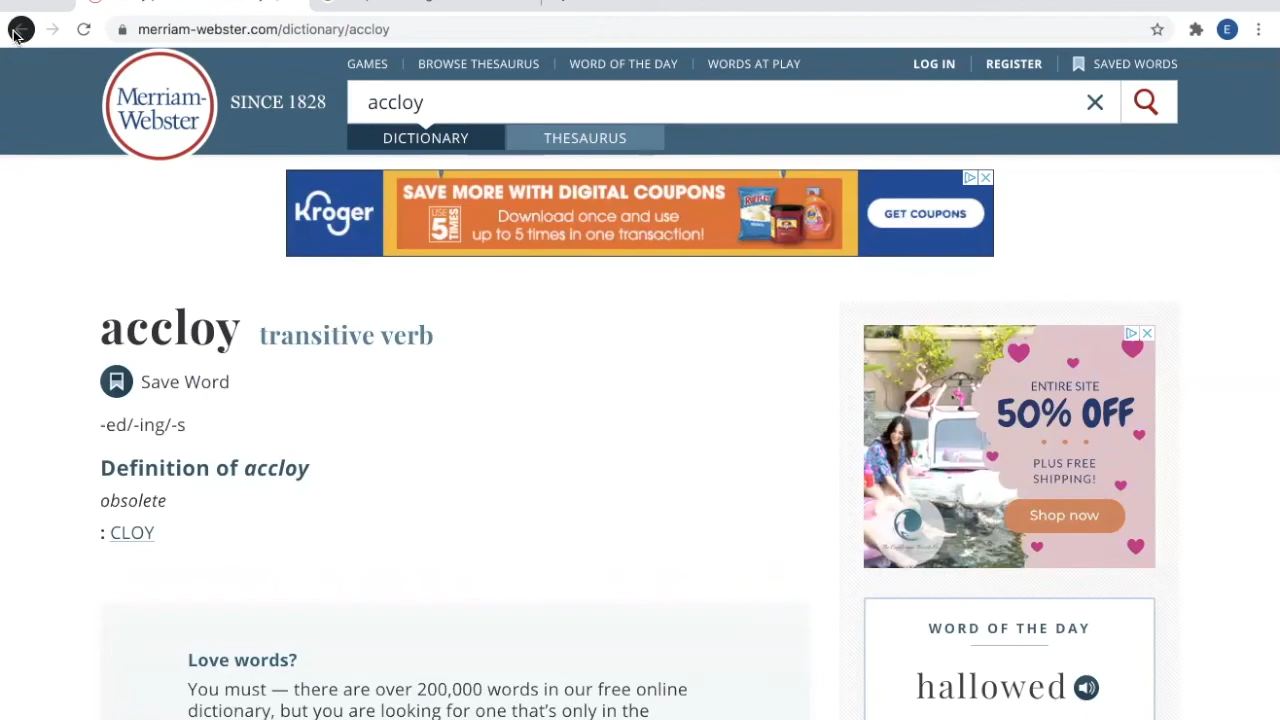 merriam-webster.com/dictionary/accloy
E
GAMES
BROWSE THESAURUS
WORD OF THE DAY
WORDS AT PLAY
LOG IN
REGISTER
SAVED WORDS
Merriam-
Webster
SINCE 1828
accloy
DICTIONARY
THESAURUS
Kroger
SAVE MORE WITH DIGITAL COUPONS
USE
5
TIMES
Download once and use
up to 5 times in one transaction!
GET COUPONS
accloy transitive verb
Save Word
-ed/-ing/-s
Definition of accloy
obsolete
: CLOY
ENTIRE SITE
50% OFF
PLUS FREE
SHIPPING!
Shop now
Love words?
You must — there are over 200,000 words in our free online
dictionary, but you are looking for one that's only in the
WORD OF THE DAY
hallowed